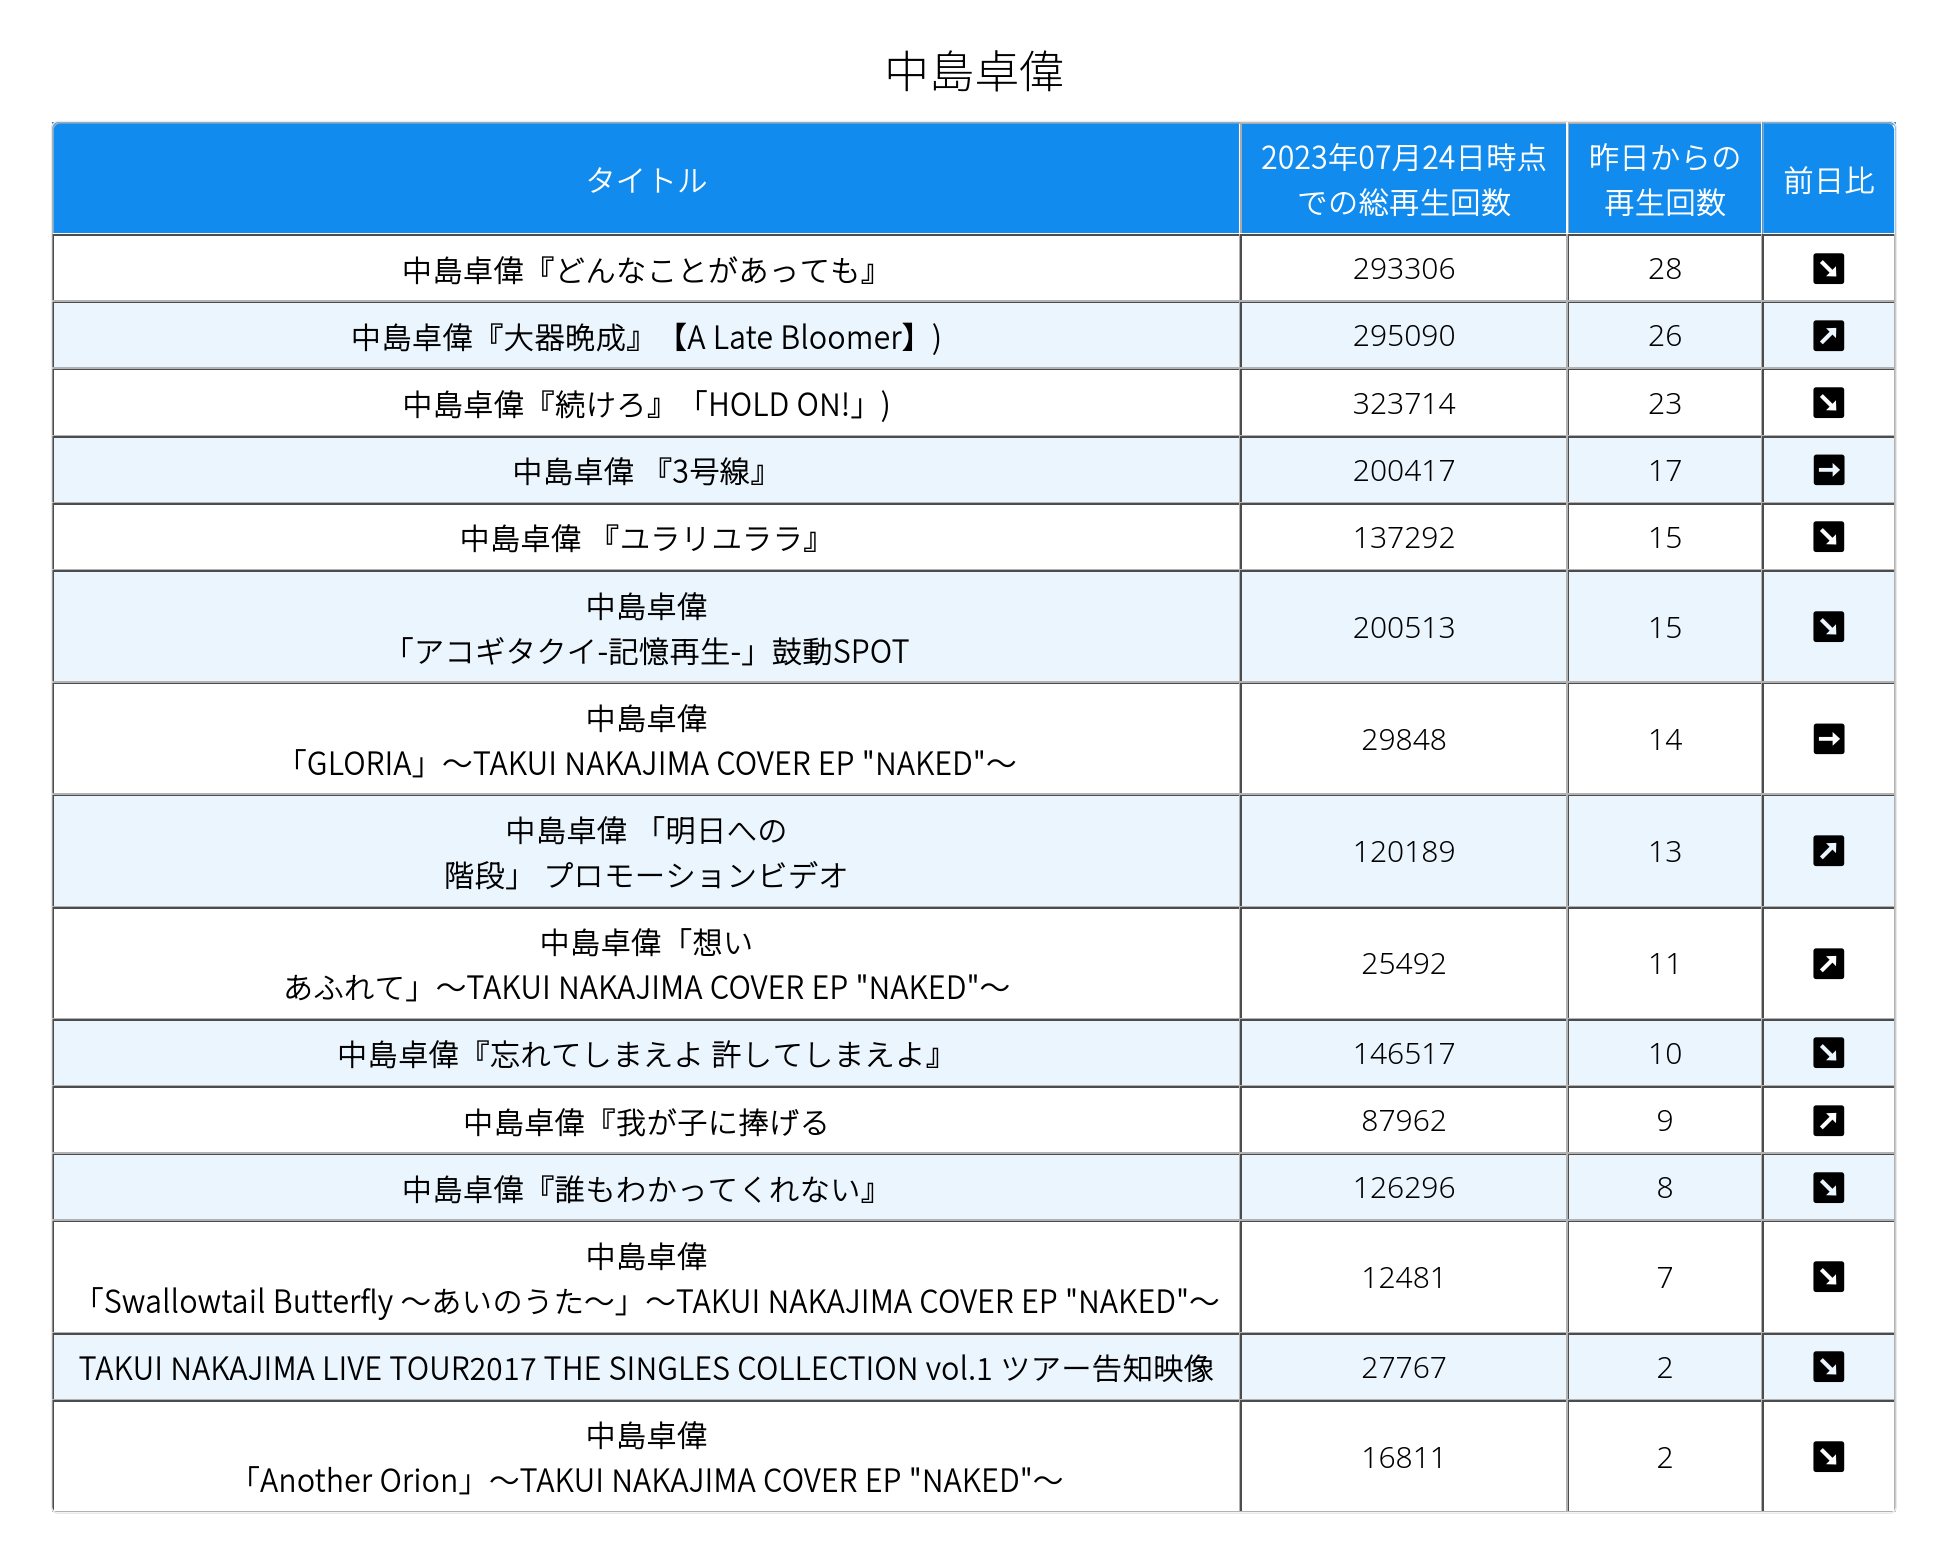 中島卓偉
タイトル
2023年07月24日時点
での総再生回数
昨日からの
再生回数
前日比
中島卓偉『どんなことがあっても』 293306 28 ↘
中島卓偉『大器晩成』【A Late Bloomer】) 295090 26 ↗
中島卓偉『続けろ』「HOLD ON!」) 323714 23 ↘
中島卓偉 『3号線』 200417 17 →
中島卓偉 『ユラリユララ』 137292 15 ↘
中島卓偉
「アコギタクイ-記憶再生-」鼓動SPOT 200513 15 ↘
中島卓偉
「GLORIA」〜TAKUI NAKAJIMA COVER EP "NAKED"〜 29848 14 →
中島卓偉 「明日への
階段」 プロモーションビデオ 120189 13 ↗
中島卓偉「想い
あふれて」〜TAKUI NAKAJIMA COVER EP "NAKED"〜 25492 11 ↗
中島卓偉『忘れてしまえよ 許してしまえよ』 146517 10 ↘
中島卓偉『我が子に捧げる 87962 9 ↗
中島卓偉『誰もわかってくれない』 126296 8 ↘
中島卓偉
「Swallowtail Butterfly 〜あいのうた〜」〜TAKUI NAKAJIMA COVER EP "NAKED"〜 12481 7 ↘
TAKUI NAKAJIMA LIVE TOUR2017 THE SINGLES COLLECTION vol.1 ツアー告知映像 27767 2 ↘
中島卓偉
「Another Orion」〜TAKUI NAKAJIMA COVER EP "NAKED"〜 16811 2 ↘